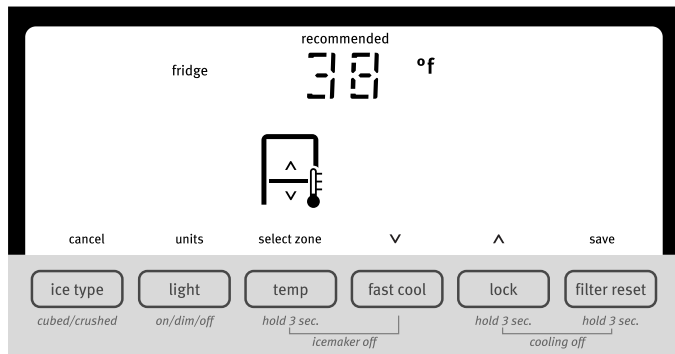 recommended
fridge 38 °f
cancel units select zone ∨ ∧ save
ice type light temp fast cool lock filter reset
cubed/crushed on/dim/off hold 3 sec. hold 3 sec. hold 3 sec.
icemaker off cooling off